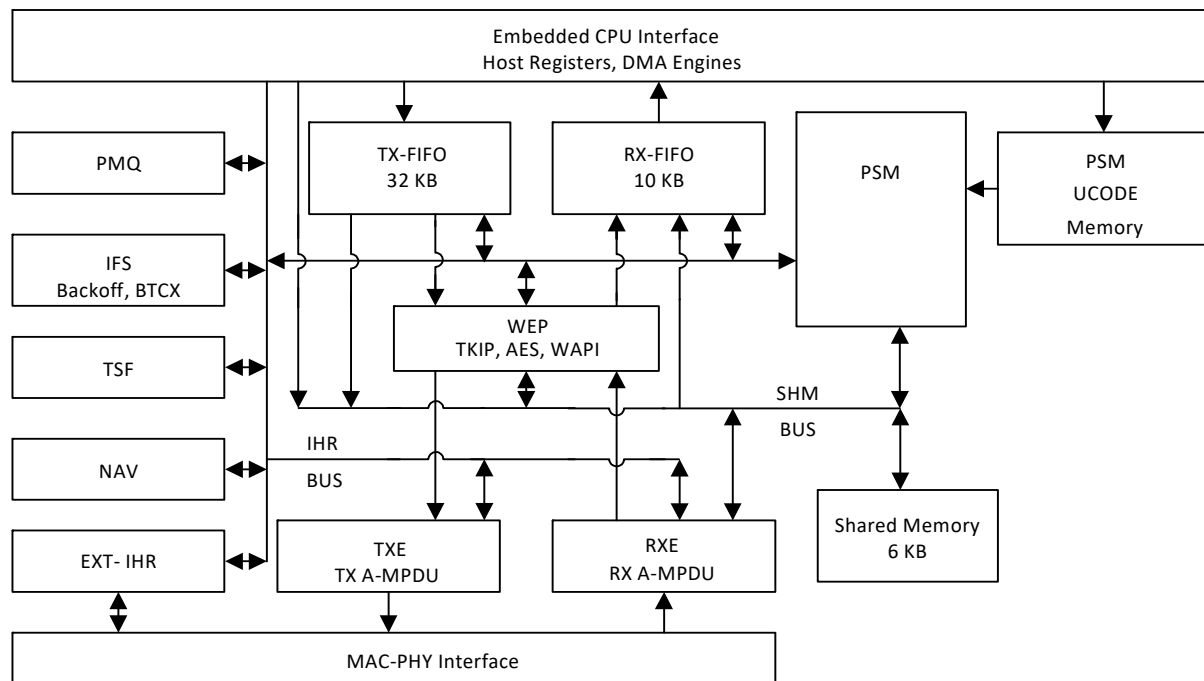 Embedded CPU Interface
Host Registers, DMA Engines
PMQ
TX-FIFO
32 KB
RX-FIFO
10 KB
PSM
PSM
UCODE
Memory
IFS
Backoff, BTCX
WEP
TKIP, AES, WAPI
TSF
SHM
BUS
IHR
BUS
NAV
Shared Memory
6 KB
EXT- IHR
TXE
TX A-MPDU
RXE
RX A-MPDU
MAC-PHY Interface